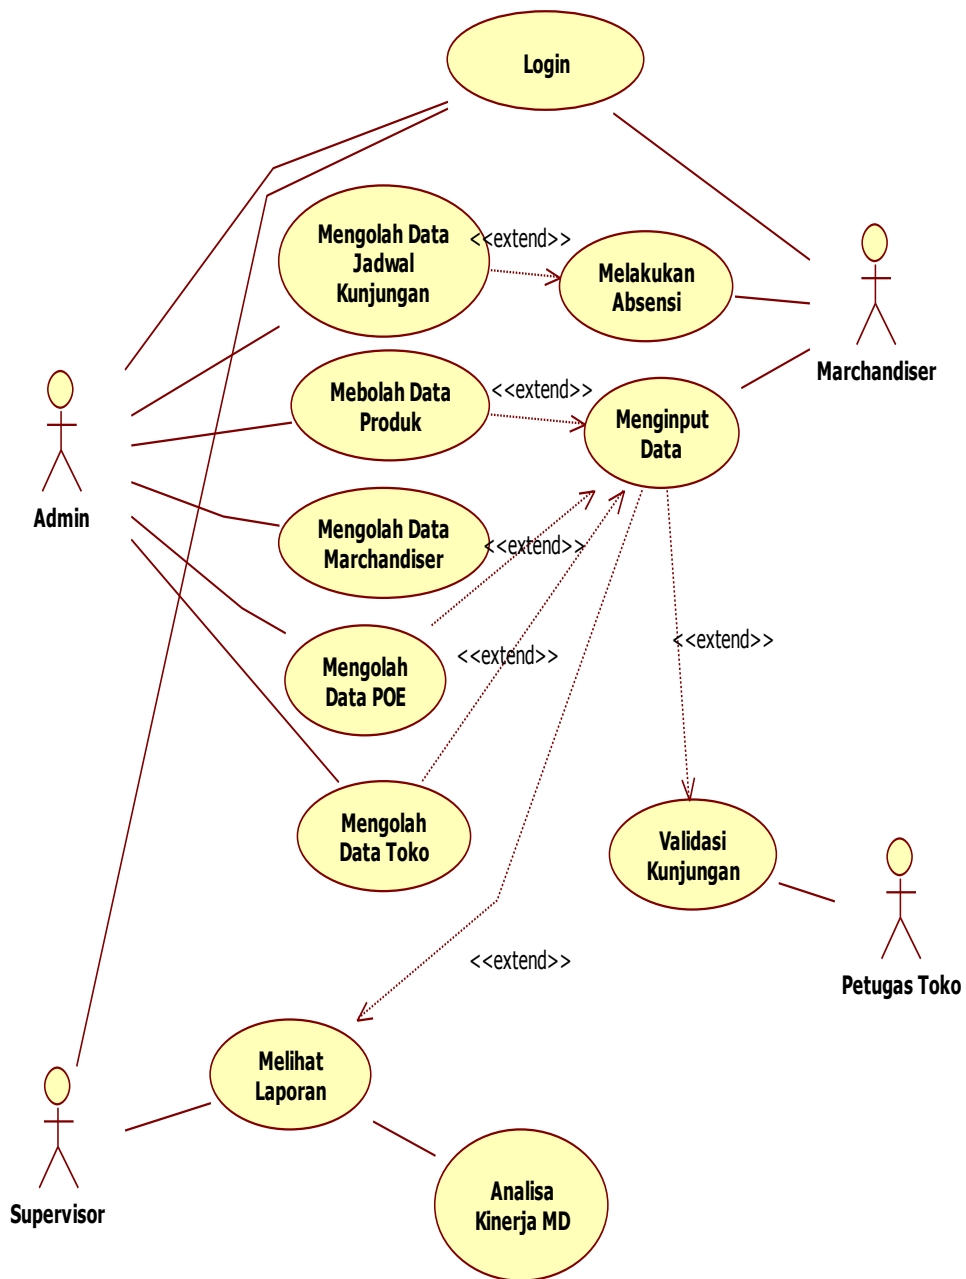 Login
Mengolah Data
Jadwal
Kunjungan
<<extend>>
Melakukan
Absensi
Marchandiser
Mebolah Data
Produk
<<extend>>
Menginput
Data
Admin
Mengolah Data
Marchandiser
<<extend>>
Mengolah
Data POE
<<extend>>
<<extend>>
Mengolah
Data Toko
Validasi
Kunjungan
Petugas Toko
<<extend>>
Melihat
Laporan
Supervisor
Analisa
Kinerja MD